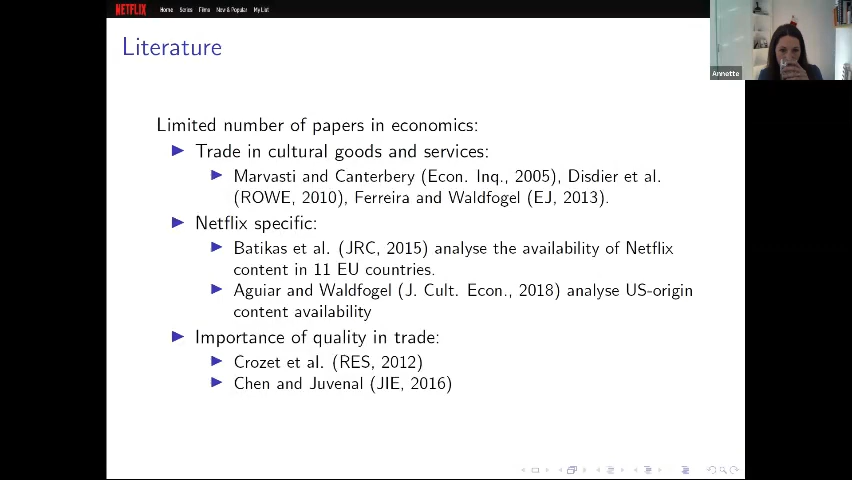 NETFLIX Home Series Films New & Popular My List
Annette
Literature
Limited number of papers in economics:
Trade in cultural goods and services:
Marvasti and Canterbery (Econ. Inq., 2005), Disdier et al.
(ROWE, 2010), Ferreira and Waldfogel (EJ, 2013).
Netflix specific:
Batikas et al. (JRC, 2015) analyse the availability of Netflix
content in 11 EU countries.
Aguiar and Waldfogel (J. Cult. Econ., 2018) analyse US-origin
content availability
Importance of quality in trade:
Crozet et al. (RES, 2012)
Chen and Juvenal (JIE, 2016)